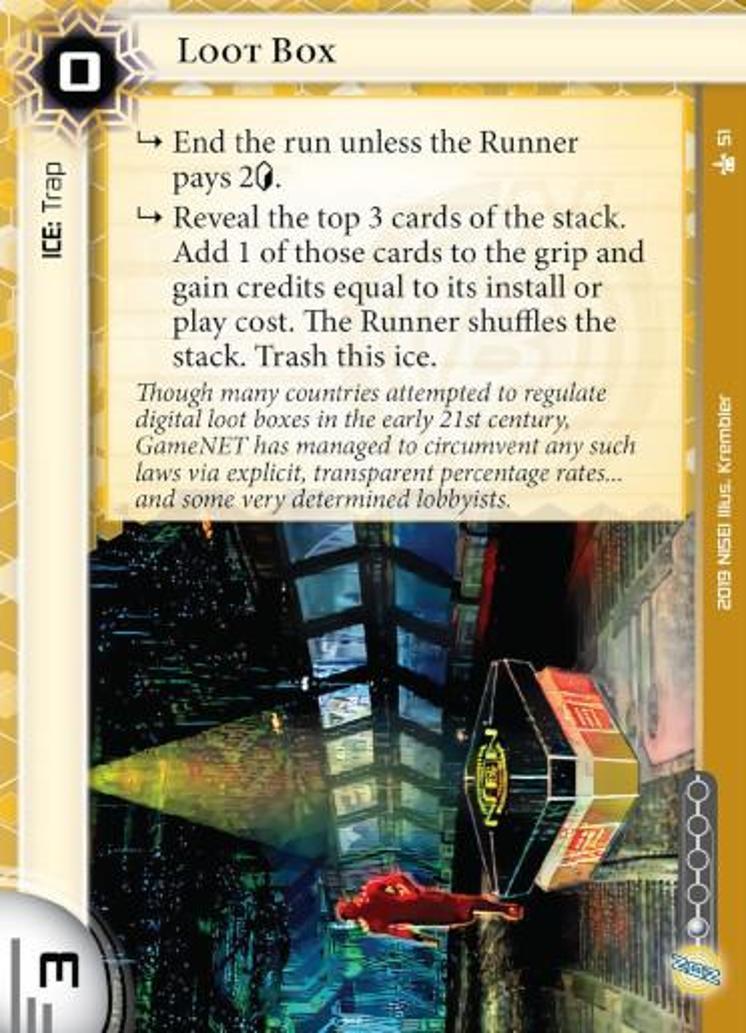 0
Loot Box
ICE: Trap
↳ End the run unless the Runner
pays 2.
↳ Reveal the top 3 cards of the stack.
Add 1 of those cards to the grip and
gain credits equal to its install or
play cost. The Runner shuffles the
stack. Trash this ice.
Though many countries attempted to regulate
digital loot boxes in the early 21st century,
GameNET has managed to circumvent any such
laws via explicit, transparent percentage rates...
and some very determined lobbyists.
51
2019 NISEI Illus. Krembler
3